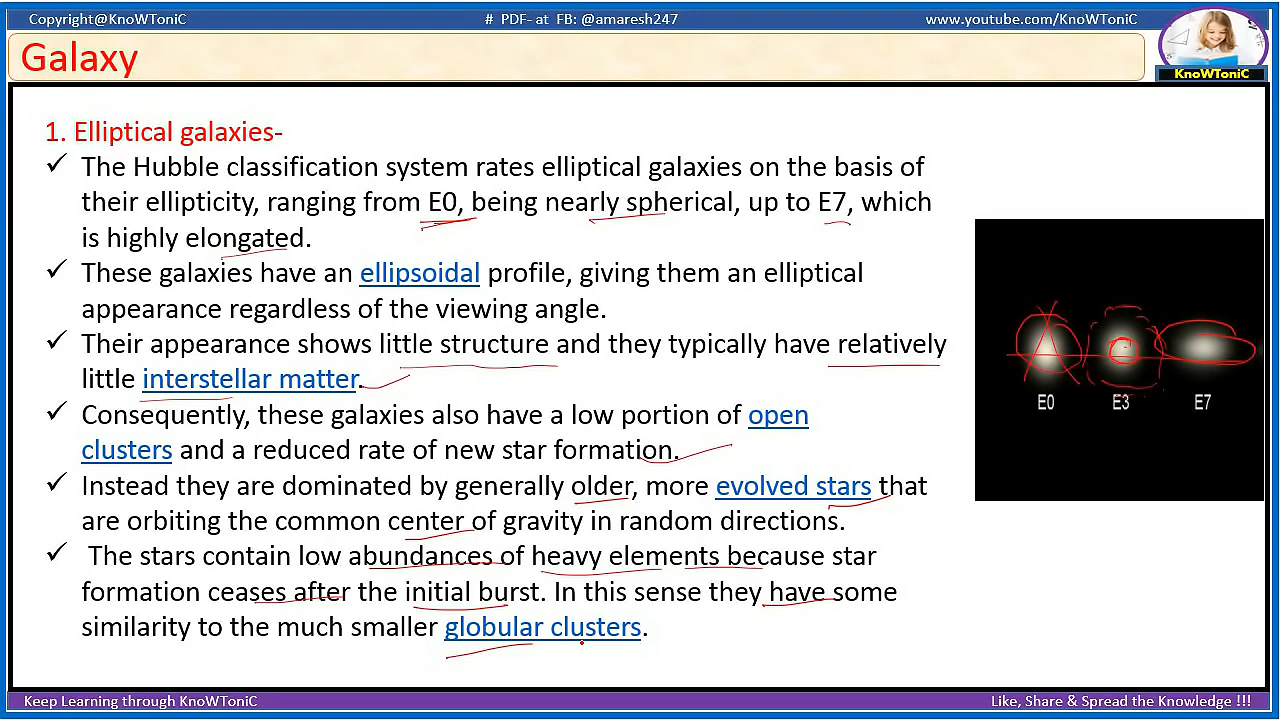 Copyright@KnoWToniC # PDF- at FB: @amaresh247 www.youtube.com/KnoWToniC
Galaxy
KnoWToniC
1. Elliptical galaxies-
✓ The Hubble classification system rates elliptical galaxies on the basis of
their ellipticity, ranging from E0, being nearly spherical, up to E7, which
is highly elongated.
✓ These galaxies have an ellipsoidal profile, giving them an elliptical
appearance regardless of the viewing angle.
✓ Their appearance shows little structure and they typically have relatively
little interstellar matter.
✓ Consequently, these galaxies also have a low portion of open
clusters and a reduced rate of new star formation.
✓ Instead they are dominated by generally older, more evolved stars that
are orbiting the common center of gravity in random directions.
✓ The stars contain low abundances of heavy elements because star
formation ceases after the initial burst. In this sense they have some
similarity to the much smaller globular clusters.
E0 E3 E7
Keep Learning through KnoWToniC Like, Share & Spread the Knowledge !!!